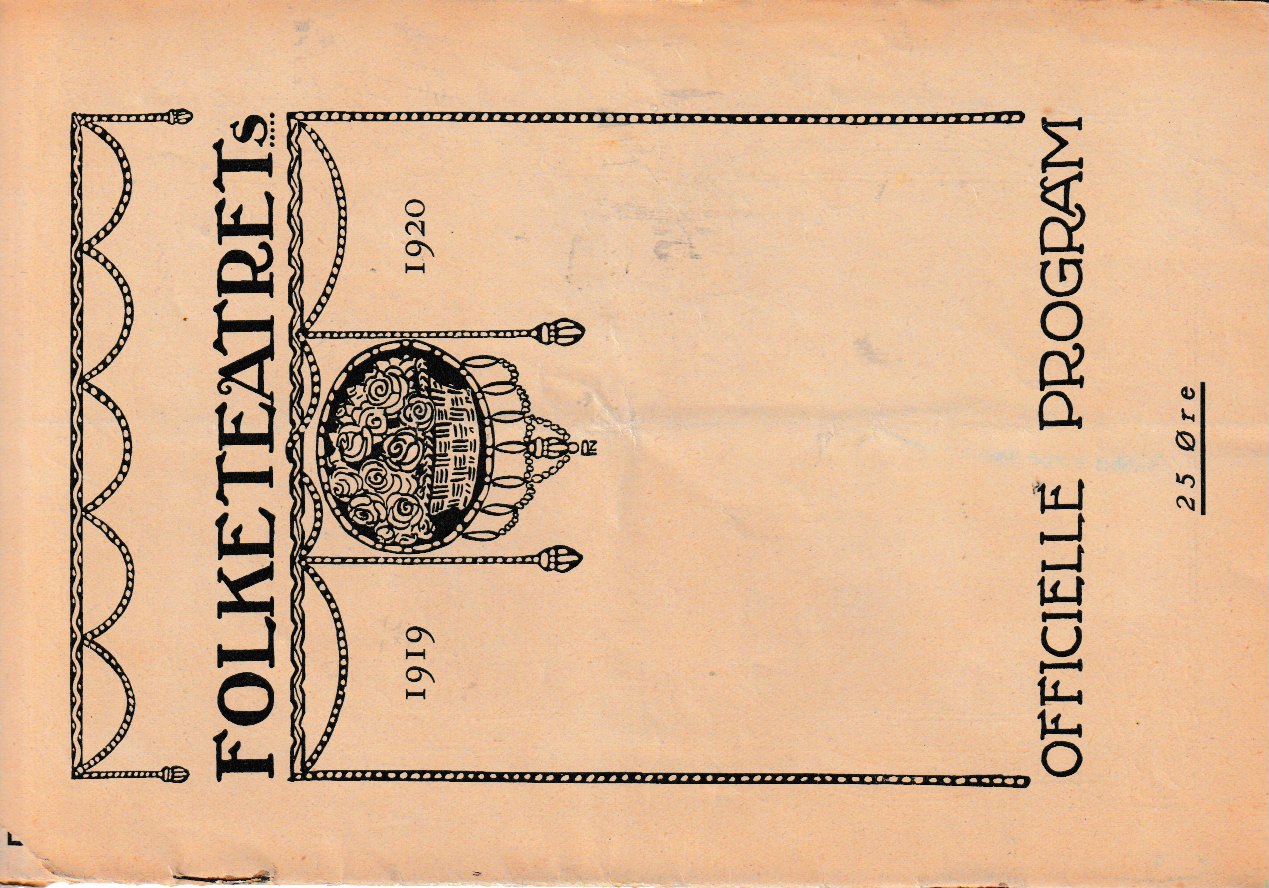 FOLKETEATRETs
1919 1920
OFFICIELLE PROGRAM
25 Øre